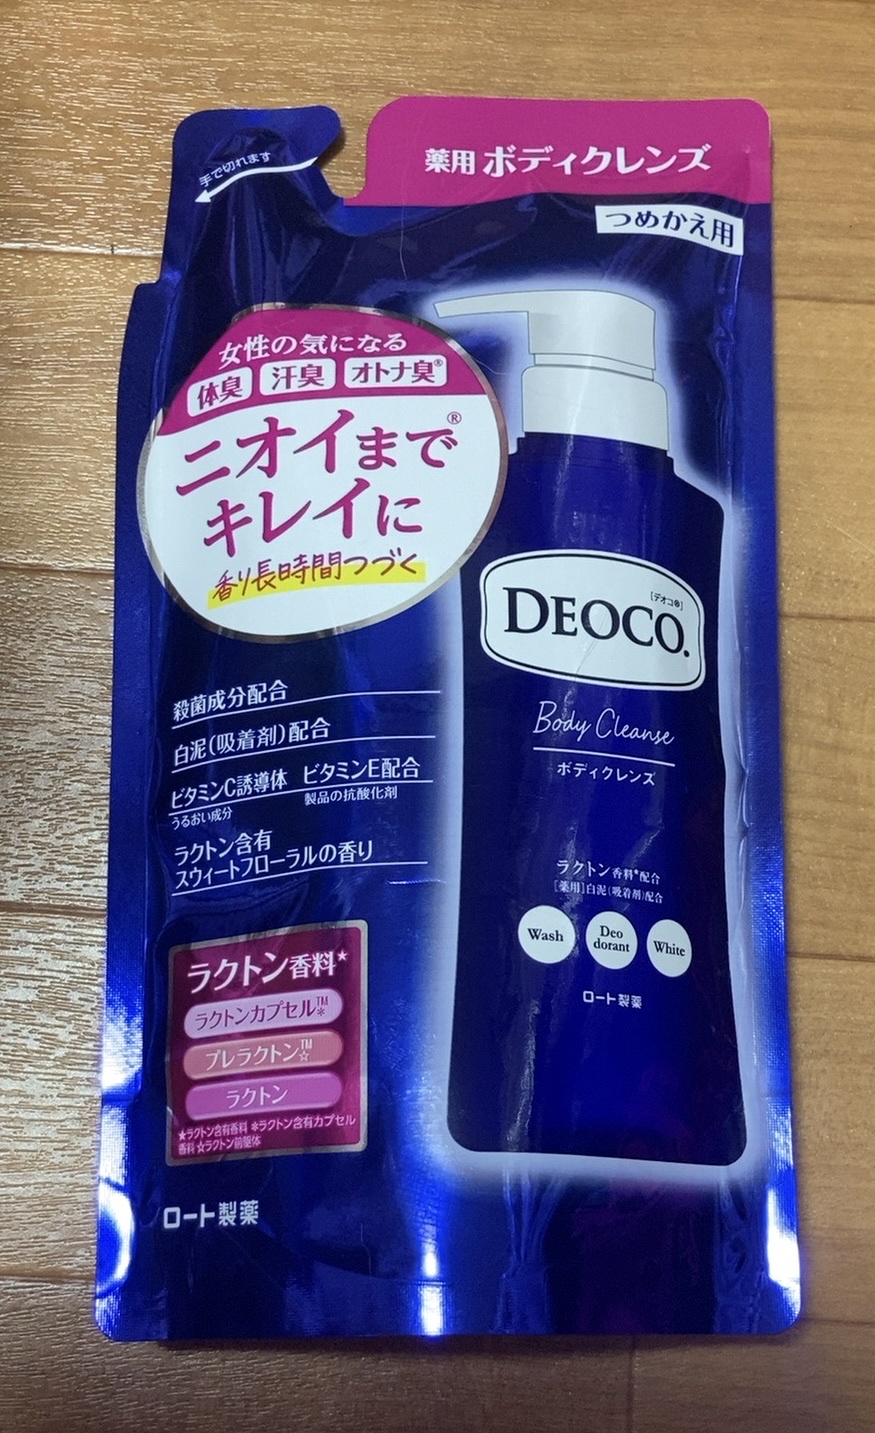 手で切れます
薬用 ボディクレンズ
つめかえ用
女性の気になる
体臭 汗臭 オトナ臭®
ニオイまで®
キレイに
香り長時間つづく
[デオコ®]
DEOCO.
Body Cleanse
ボディクレンズ
殺菌成分配合
白泥(吸着剤)配合
ビタミンC誘導体 ビタミンE配合
うるおい成分 製品の抗酸化剤
ラクトン含有
スウィートフローラルの香り
ラクトン香料*配合
[薬用]白泥(吸着剤)配合
Wash
Deo
dorant
White
ロート製薬
ラクトン香料★
ラクトンカプセル™*
プレラクトン™☆
ラクトン
★ラクトン含有香料 *ラクトン含有カプセル
香料 ☆ラクトン前駆体
ロート製薬